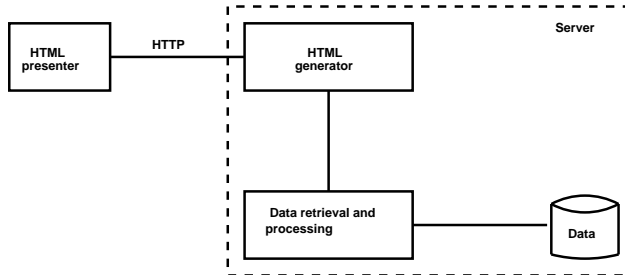 Server
HTTP
HTML
presenter
HTML
generator
Data retrieval and
processing
Data